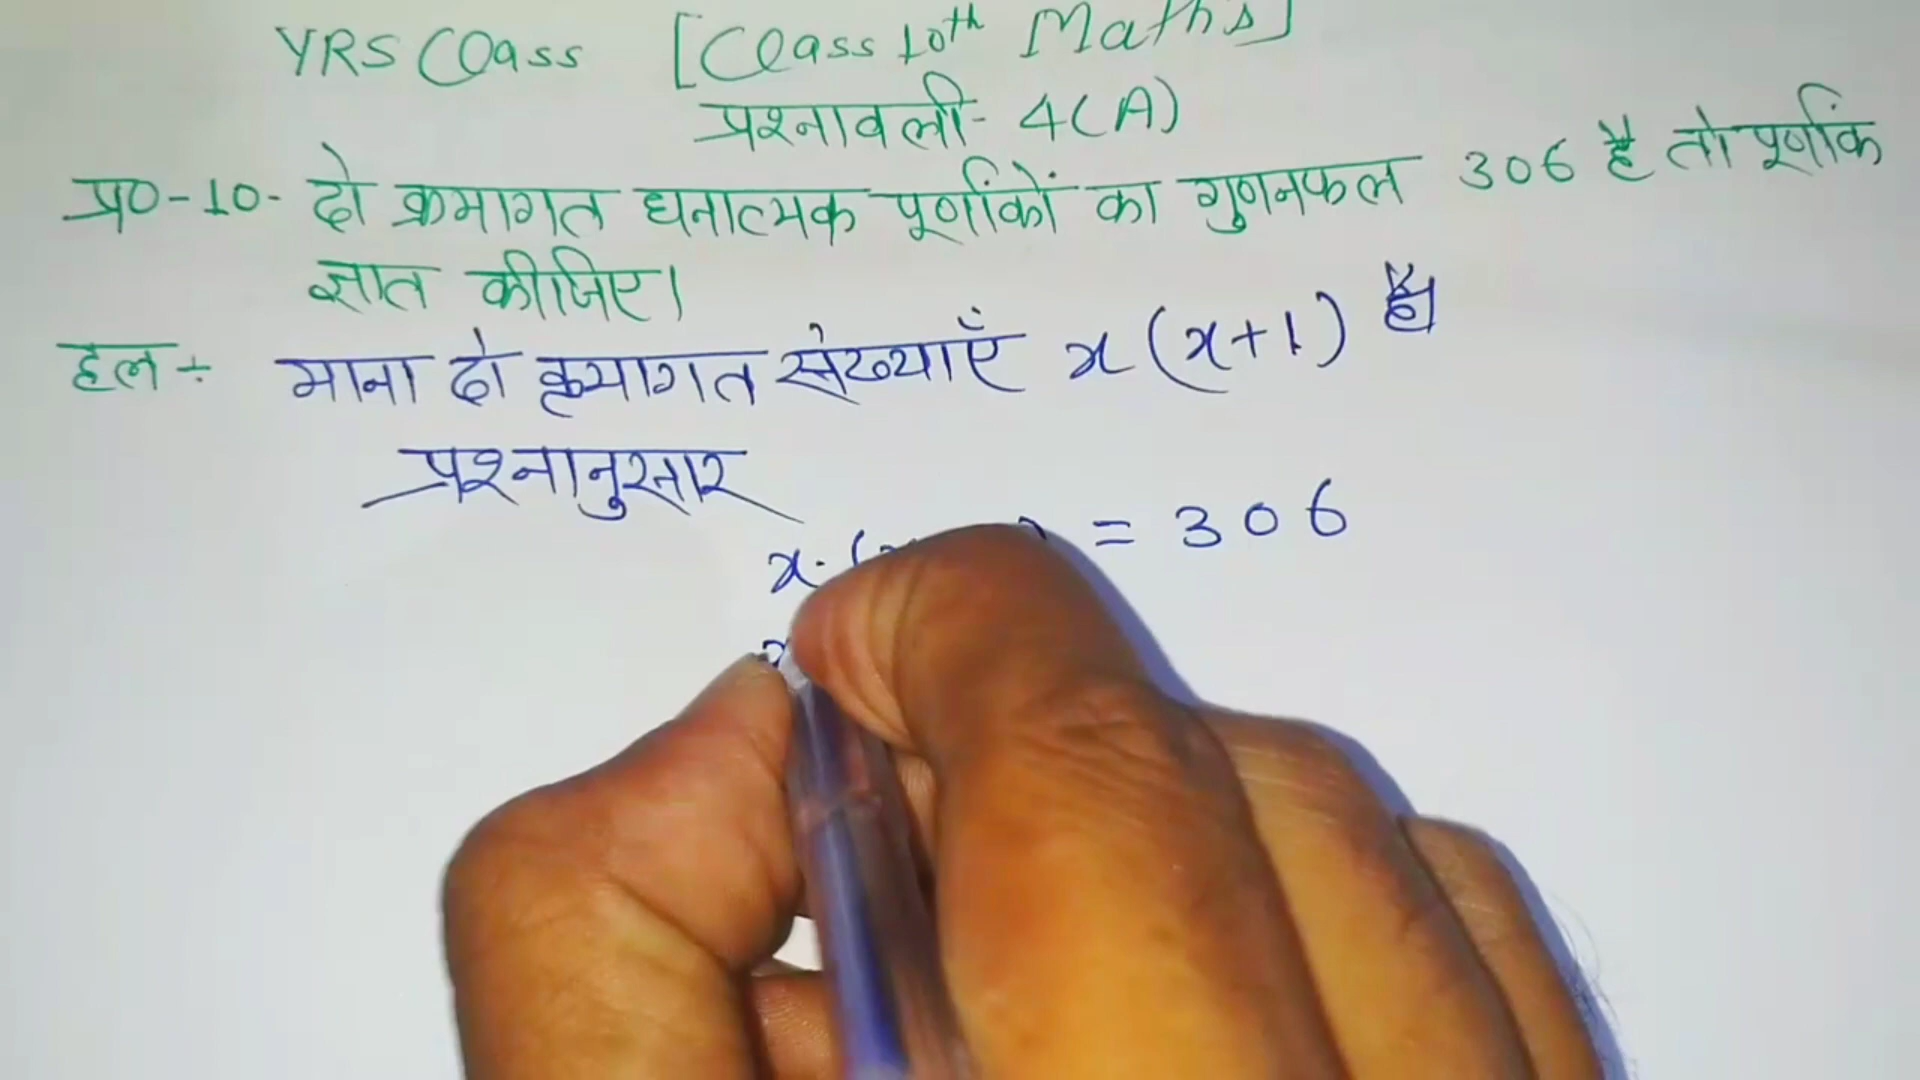 YRS Class [Class 10th Maths]
प्रश्नावली- 4(A)
प्र०-10- दो क्रमागत धनात्मक पूर्णांकों का गुणनफल 306 है तो पूर्णांक
ज्ञात कीजिए।
हल÷ माना दो क्रमागत संख्याएँ x (x+1) है।
प्रश्नानुसार
x. ( = 306